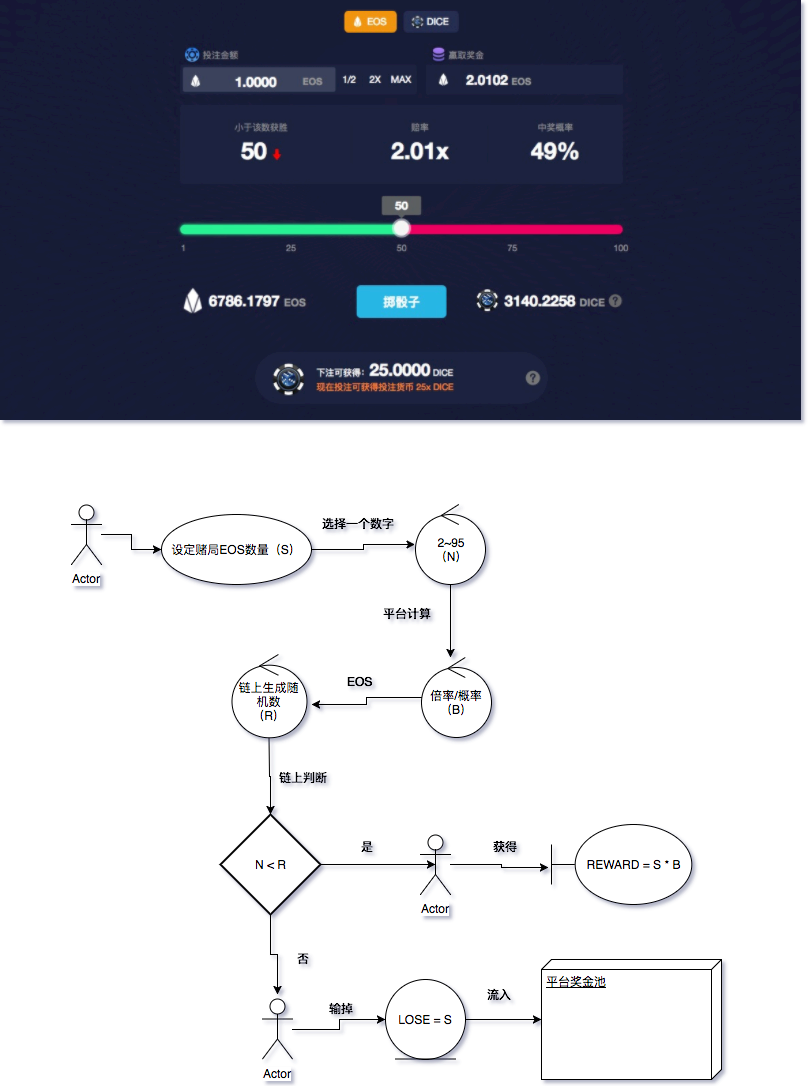 EOS DICE
投注金额 赢取奖金
1.0000 EOS 1/2 2X MAX 2.0102 EOS
小于该数获胜 赔率 中奖概率
50 2.01x 49%
50
1 25 50 75 100
6786.1797 EOS 掷骰子 3140.2258 DICE ?
下注可获得: 25.0000 DICE ?
现在投注可获得投注货币 25x DICE
选择一个数字
设定赌局EOS数量（S）
2~95
（N）
Actor
平台计算
EOS
链上生成随
机数
（R）
倍率/概率
（B）
链上判断
N < R
是
Actor
获得
REWARD = S * B
否
Actor
输掉
LOSE = S
流入
平台奖金池